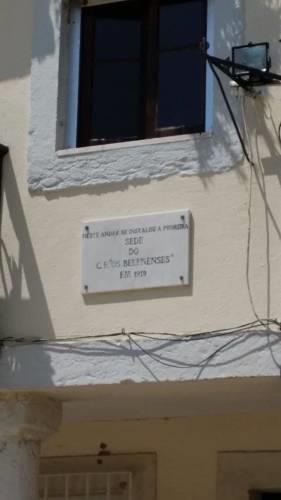 NESTE ANDAR SE INSTALOU A PRIMEIRA
SEDE
DO
C.F. "OS BELENENSES"
EM 1919